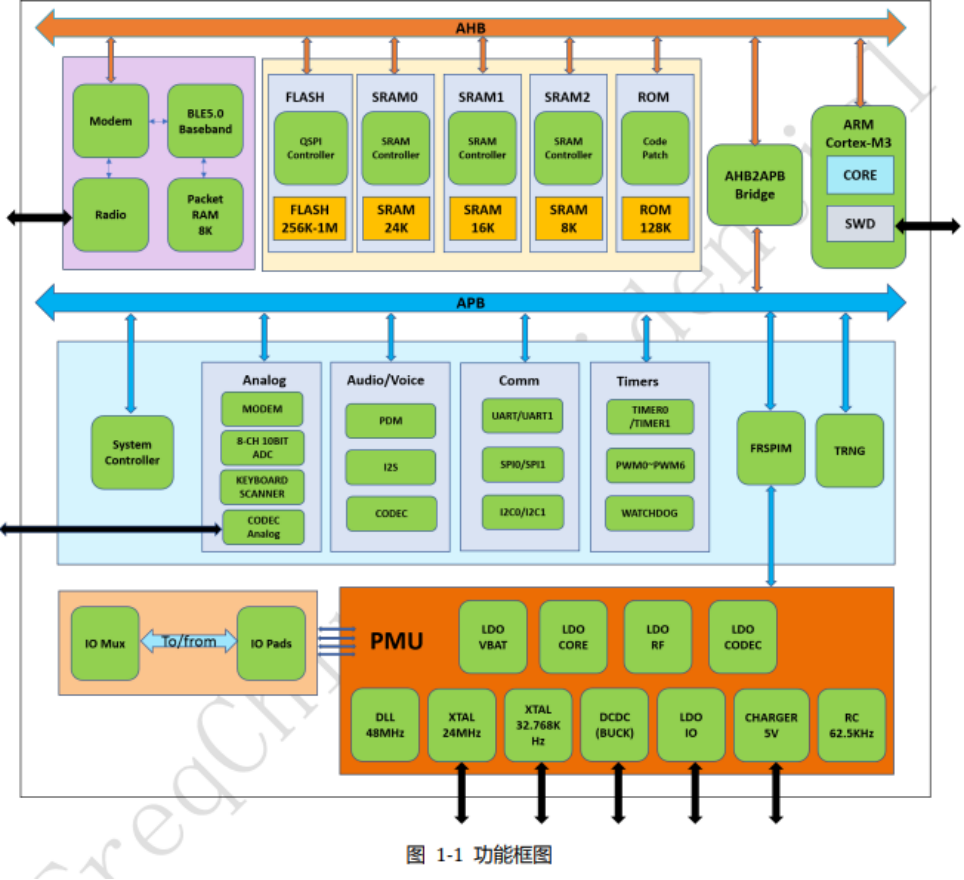 AHB
FLASH
QSPI
Controller
FLASH
256K-1M
SRAM0
SRAM
Controller
SRAM
24K
SRAM1
SRAM
Controller
SRAM
16K
SRAM2
SRAM
Controller
SRAM
8K
ROM
Code
Patch
ROM
128K
Modem
BLE5.0
Baseband
Radio
Packet
RAM
8K
AHB2APB
Bridge
ARM
Cortex-M3
CORE
SWD
APB
System
Controller
Analog
MODEM
8-CH 10BIT
ADC
KEYBOARD
SCANNER
CODEC
Analog
Audio/Voice
PDM
I2S
CODEC
Comm
UART/UART1
SPI0/SPI1
I2C0/I2C1
Timers
TIMER0
/TIMER1
PWM0~PWM6
WATCHDOG
FRSPIM
TRNG
IO Mux
To/from
IO Pads
PMU
LDO
VBAT
LDO
CORE
LDO
RF
LDO
CODEC
DLL
48MHz
XTAL
24MHz
XTAL
32.768K
Hz
DCDC
(BUCK)
LDO
IO
CHARGER
5V
RC
62.5KHz
图 1-1 功能框图